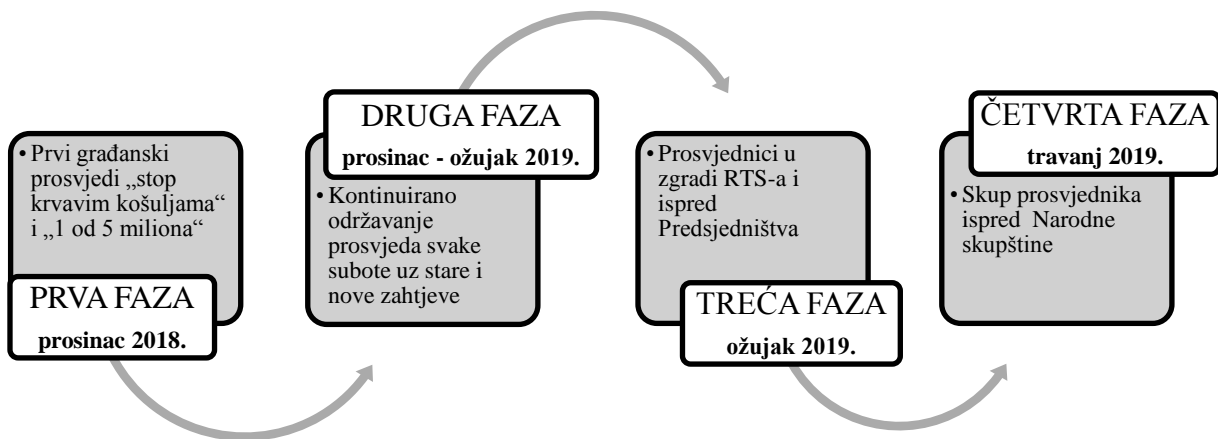 • Prvi građanski
prosvjedi „stop
krvavim košuljama“
i „1 od 5 miliona“
PRVA FAZA
prosinac 2018.
DRUGA FAZA
prosinac - ožujak 2019.
• Kontinuirano
održavanje
prosvjeda svake
subote uz stare i
nove zahtjeve
• Prosvjednici u
zgradi RTS-a i
ispred
Predsjedništva
TREĆA FAZA
ožujak 2019.
ČETVRTA FAZA
travanj 2019.
• Skup prosvjednika
ispred Narodne
skupštine